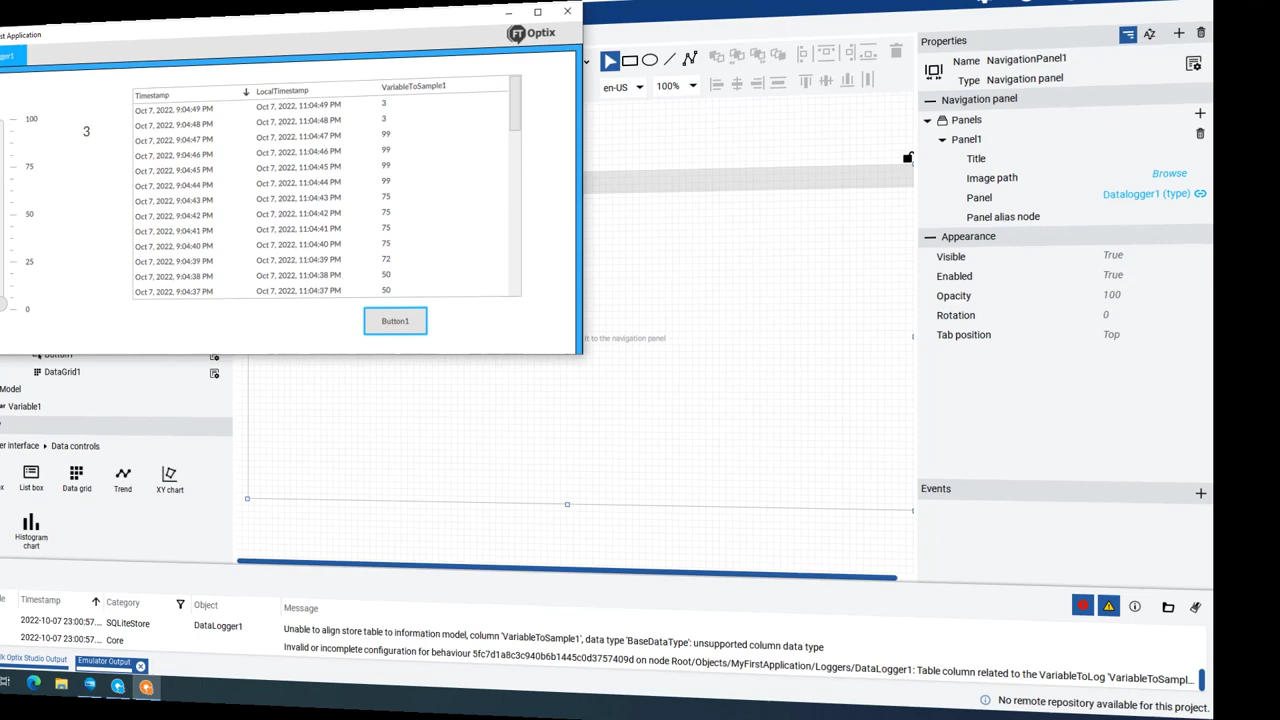 st Application
FT Optix
gger1
Timestamp LocalTimestamp VariableToSample1
Oct 7, 2022, 9:04:49 PM Oct 7, 2022, 11:04:49 PM 3
Oct 7, 2022, 9:04:48 PM Oct 7, 2022, 11:04:48 PM 3
Oct 7, 2022, 9:04:47 PM Oct 7, 2022, 11:04:47 PM 99
Oct 7, 2022, 9:04:46 PM Oct 7, 2022, 11:04:46 PM 99
Oct 7, 2022, 9:04:45 PM Oct 7, 2022, 11:04:45 PM 99
Oct 7, 2022, 9:04:44 PM Oct 7, 2022, 11:04:44 PM 99
Oct 7, 2022, 9:04:43 PM Oct 7, 2022, 11:04:43 PM 75
Oct 7, 2022, 9:04:42 PM Oct 7, 2022, 11:04:42 PM 75
Oct 7, 2022, 9:04:41 PM Oct 7, 2022, 11:04:41 PM 75
Oct 7, 2022, 9:04:40 PM Oct 7, 2022, 11:04:40 PM 75
Oct 7, 2022, 9:04:39 PM Oct 7, 2022, 11:04:39 PM 72
Oct 7, 2022, 9:04:38 PM Oct 7, 2022, 11:04:38 PM 50
Oct 7, 2022, 9:04:37 PM Oct 7, 2022, 11:04:37 PM 50
100
75
50
25
0
3
Button1
en-US 100%
it to the navigation panel
Properties
Name NavigationPanel1
Type Navigation panel
Navigation panel
Panels
Panel1
Title
Image path Browse
Panel Datalogger1 (type)
Panel alias node
Appearance
Visible True
Enabled True
Opacity 100
Rotation 0
Tab position Top
Events
Button1
DataGrid1
Model
Variable1
er interface Data controls
List box Data grid Trend XY chart
Histogram
chart
Timestamp Category Object Message
2022-10-07 23:00:57.... SQLiteStore DataLogger1 Unable to align store table to information model, column 'VariableToSample1', data type 'BaseDataType': unsupported column data type
2022-10-07 23:00:57.... Core Invalid or incomplete configuration for behaviour 5fc7d1a8c3c940b6b1445c0d3757409d on node Root/Objects/MyFirstApplication/Loggers/DataLogger1: Table column related to the VariableToLog 'VariableToSampl...
lk Optix Studio Output Emulator Output
No remote repository available for this project.